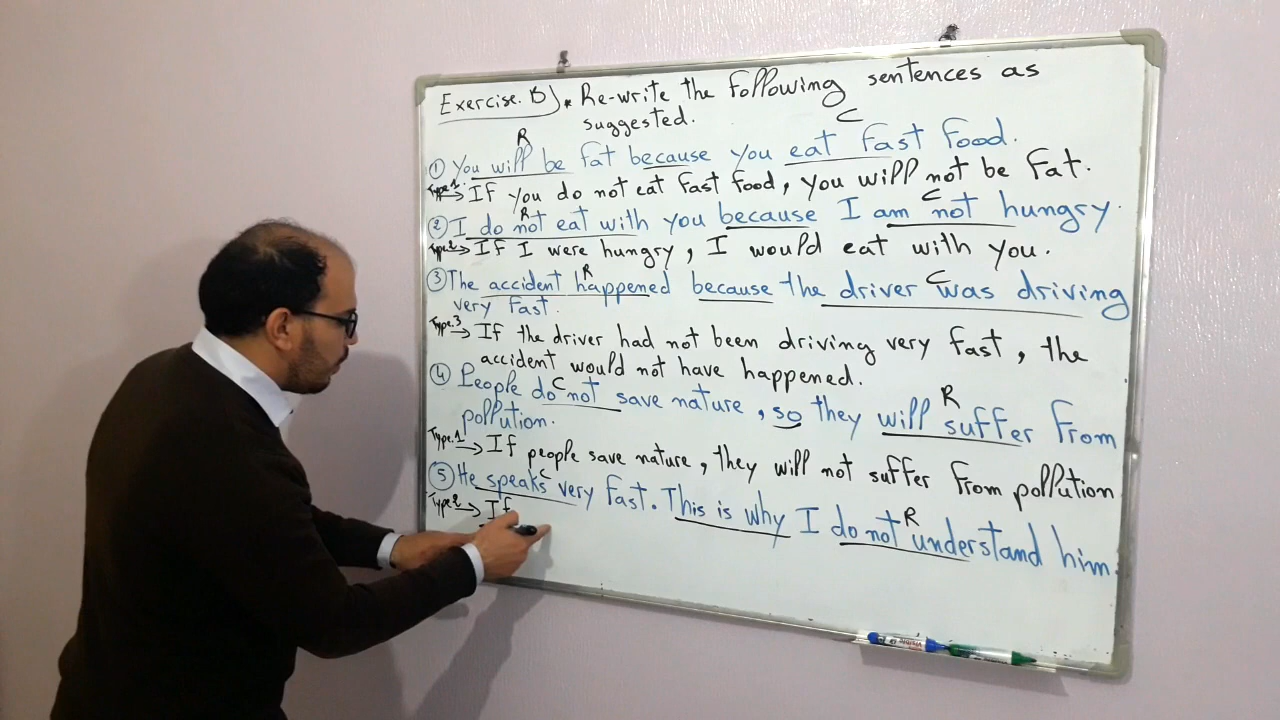 Exercise. B) * Re-write the following sentences as
suggested.
R C
① You will be fat because you eat fast food.
Type.1 → If you do not eat fast food, you will not be fat.
R C
② I do not eat with you because I am not hungry.
Type.2 → If I were hungry, I would eat with you.
R C
③ The accident happened because the driver was driving
very fast.
Type.3 → If the driver had not been driving very fast, the
accident would not have happened.
C R
④ People do not save nature, so they will suffer from
pollution.
Type.1 → If people save nature, they will not suffer from pollution
C R
⑤ He speaks very fast. This is why I do not understand him.
Type.2 → If